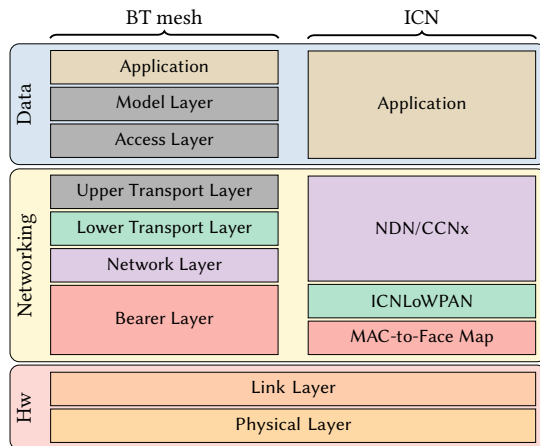 BT mesh
ICN
Data
Application
Model Layer
Access Layer
Application
Networking
Upper Transport Layer
Lower Transport Layer
Network Layer
Bearer Layer
NDN/CCNx
ICNLoWPAN
MAC-to-Face Map
Hw
Link Layer
Physical Layer